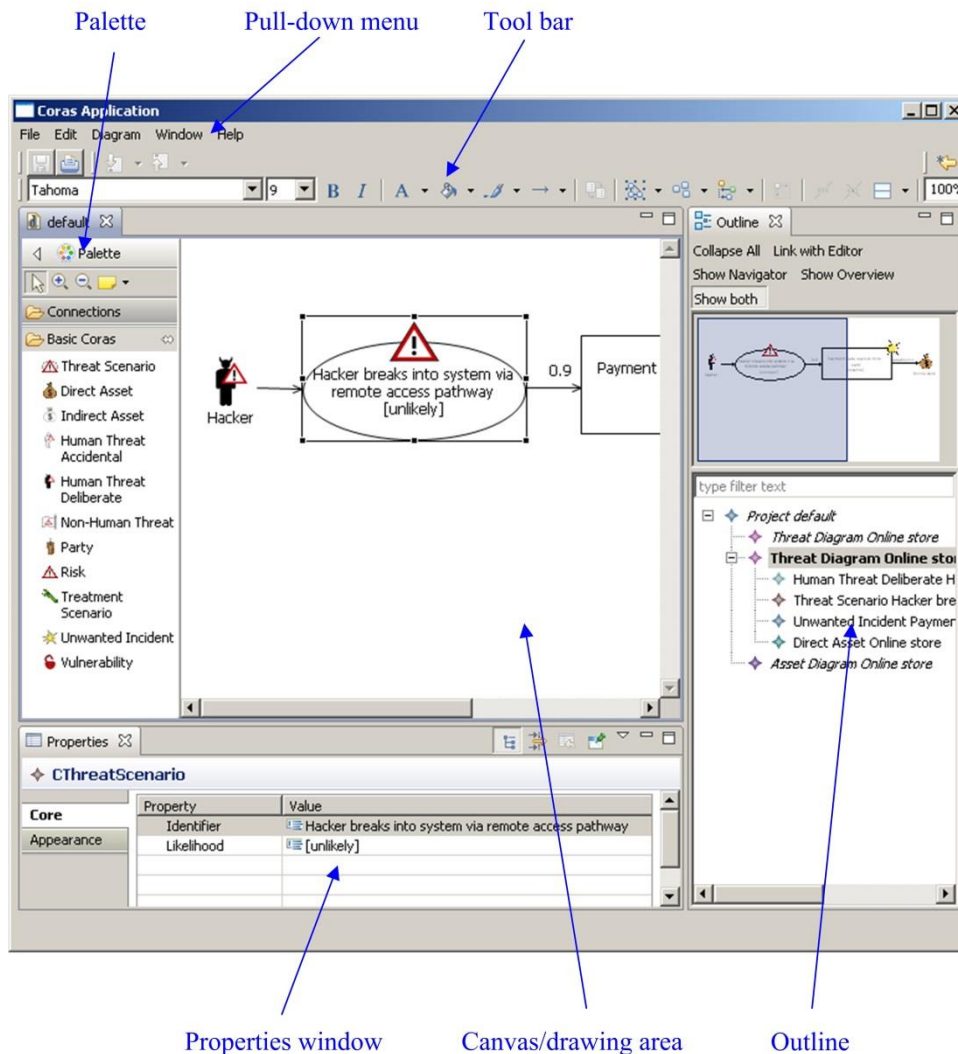 Palette
Pull-down menu
Tool bar
Coras Application
File Edit Diagram Window Help
Tahoma 9 B I A 100%
default
Outline
Palette
Collapse All Link with Editor
Show Navigator Show Overview
Show both
Connections
Basic Coras
Threat Scenario
Direct Asset
Indirect Asset
Human Threat
Accidental
Human Threat
Deliberate
Non-Human Threat
Party
Risk
Treatment
Scenario
Unwanted Incident
Vulnerability
Hacker
Hacker breaks into system via
remote access pathway
[unlikely]
0.9
Payment
type filter text
Project default
Threat Diagram Online store
Threat Diagram Online sto
Human Threat Deliberate H
Threat Scenario Hacker bre
Unwanted Incident Paymen
Direct Asset Online store
Asset Diagram Online store
Properties
CThreatScenario
Core
Appearance
Property Value
Identifier Hacker breaks into system via remote access pathway
Likelihood [unlikely]
Properties window
Canvas/drawing area
Outline